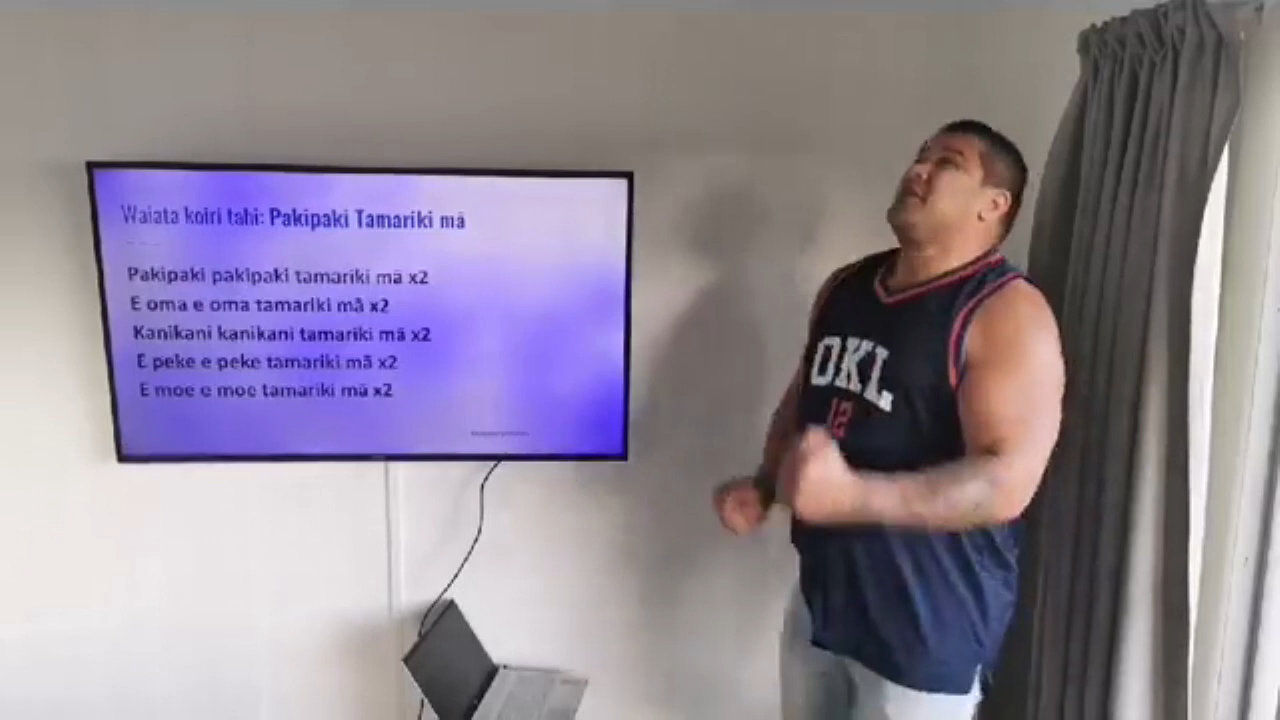 Waiata koiri tahi: Pakipaki Tamariki mā
Pakipaki pakipaki tamariki mā x2
E oma e oma tamariki mā x2
Kanikani kanikani tamariki mā x2
E peke e peke tamariki mā x2
E moe e moe tamariki mā x2
OKL
12